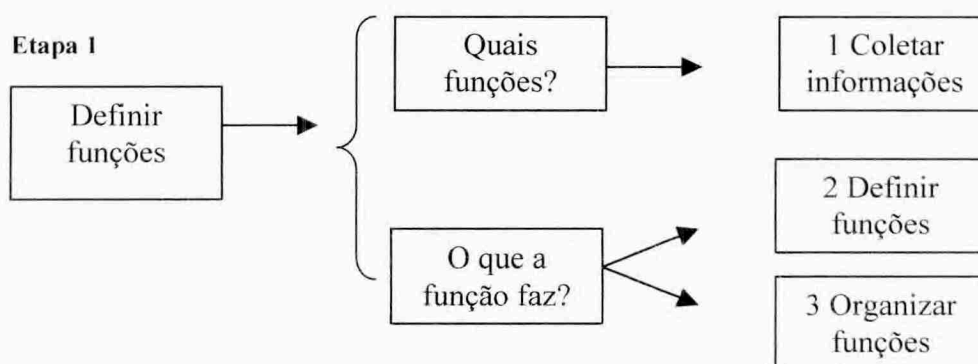 Etapa 1
Definir
funções
Quais
funções?
O que a
função faz?
1 Coletar
informações
2 Definir
funções
3 Organizar
funções